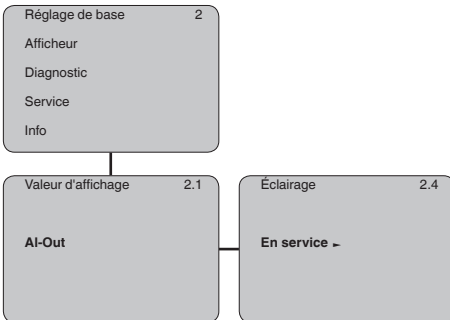 Réglage de base 2
Afficheur
Diagnostic
Service
Info
Valeur d'affichage 2.1
AI-Out
Éclairage 2.4
En service ►